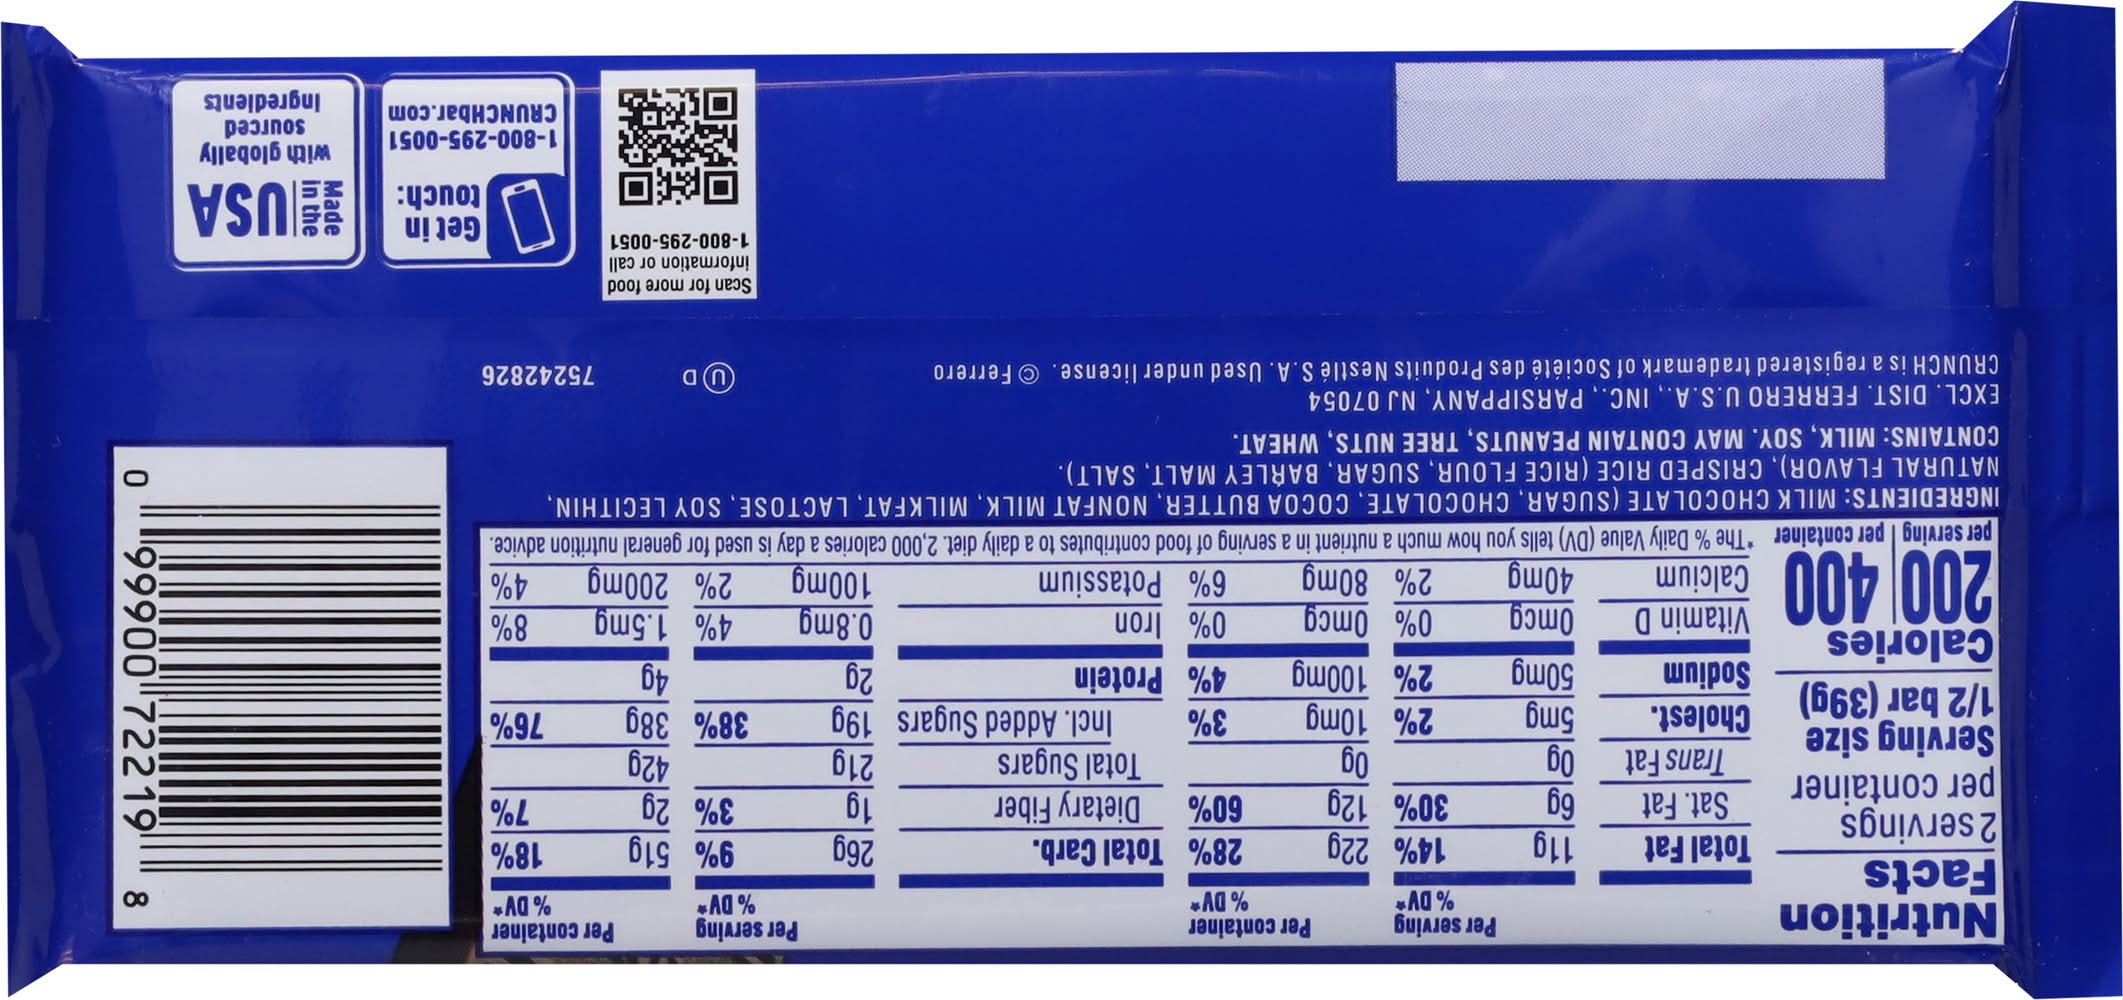 Nutrition
Facts
2 servings
per container
Serving size
1/2 bar (39g)
Calories
200 400
per serving per container
Per serving Per container Per serving Per container
% DV* % DV* % DV* % DV*
Total Fat 11g 14% 22g 28% Total Carb. 26g 9% 51g 18%
Sat. Fat 6g 30% 12g 60% Dietary Fiber 1g 3% 2g 7%
Trans Fat 0g 0g Total Sugars 21g 42g
Cholest. 5mg 2% 10mg 3% Incl. Added Sugars 19g 38% 38g 76%
Sodium 50mg 2% 100mg 4% Protein 2g 4g
Vitamin D 0mcg 0% 0mcg 0% Iron 0.8mg 4% 1.5mg 8%
Calcium 40mg 2% 80mg 6% Potassium 100mg 2% 200mg 4%
*The % Daily Value (DV) tells you how much a nutrient in a serving of food contributes to a daily diet. 2,000 calories a day is used for general nutrition advice.
INGREDIENTS: MILK CHOCOLATE (SUGAR, CHOCOLATE, COCOA BUTTER, NONFAT MILK, MILKFAT, LACTOSE, SOY LECITHIN,
NATURAL FLAVOR), CRISPED RICE (RICE FLOUR, SUGAR, BARLEY MALT, SALT).
CONTAINS: MILK, SOY. MAY CONTAIN PEANUTS, TREE NUTS, WHEAT.
EXCL. DIST. FERRERO U.S.A., INC., PARSIPPANY, NJ 07054
CRUNCH is a registered trademark of Société des Produits Nestlé S.A. Used under license. © Ferrero
U D
75242826
8 99900 72219 0
Scan for more food
information or call
1-800-295-0051
Get in
touch:
1-800-295-0051
CRUNCHbar.com
Made
in the
USA
with globally
sourced
ingredients